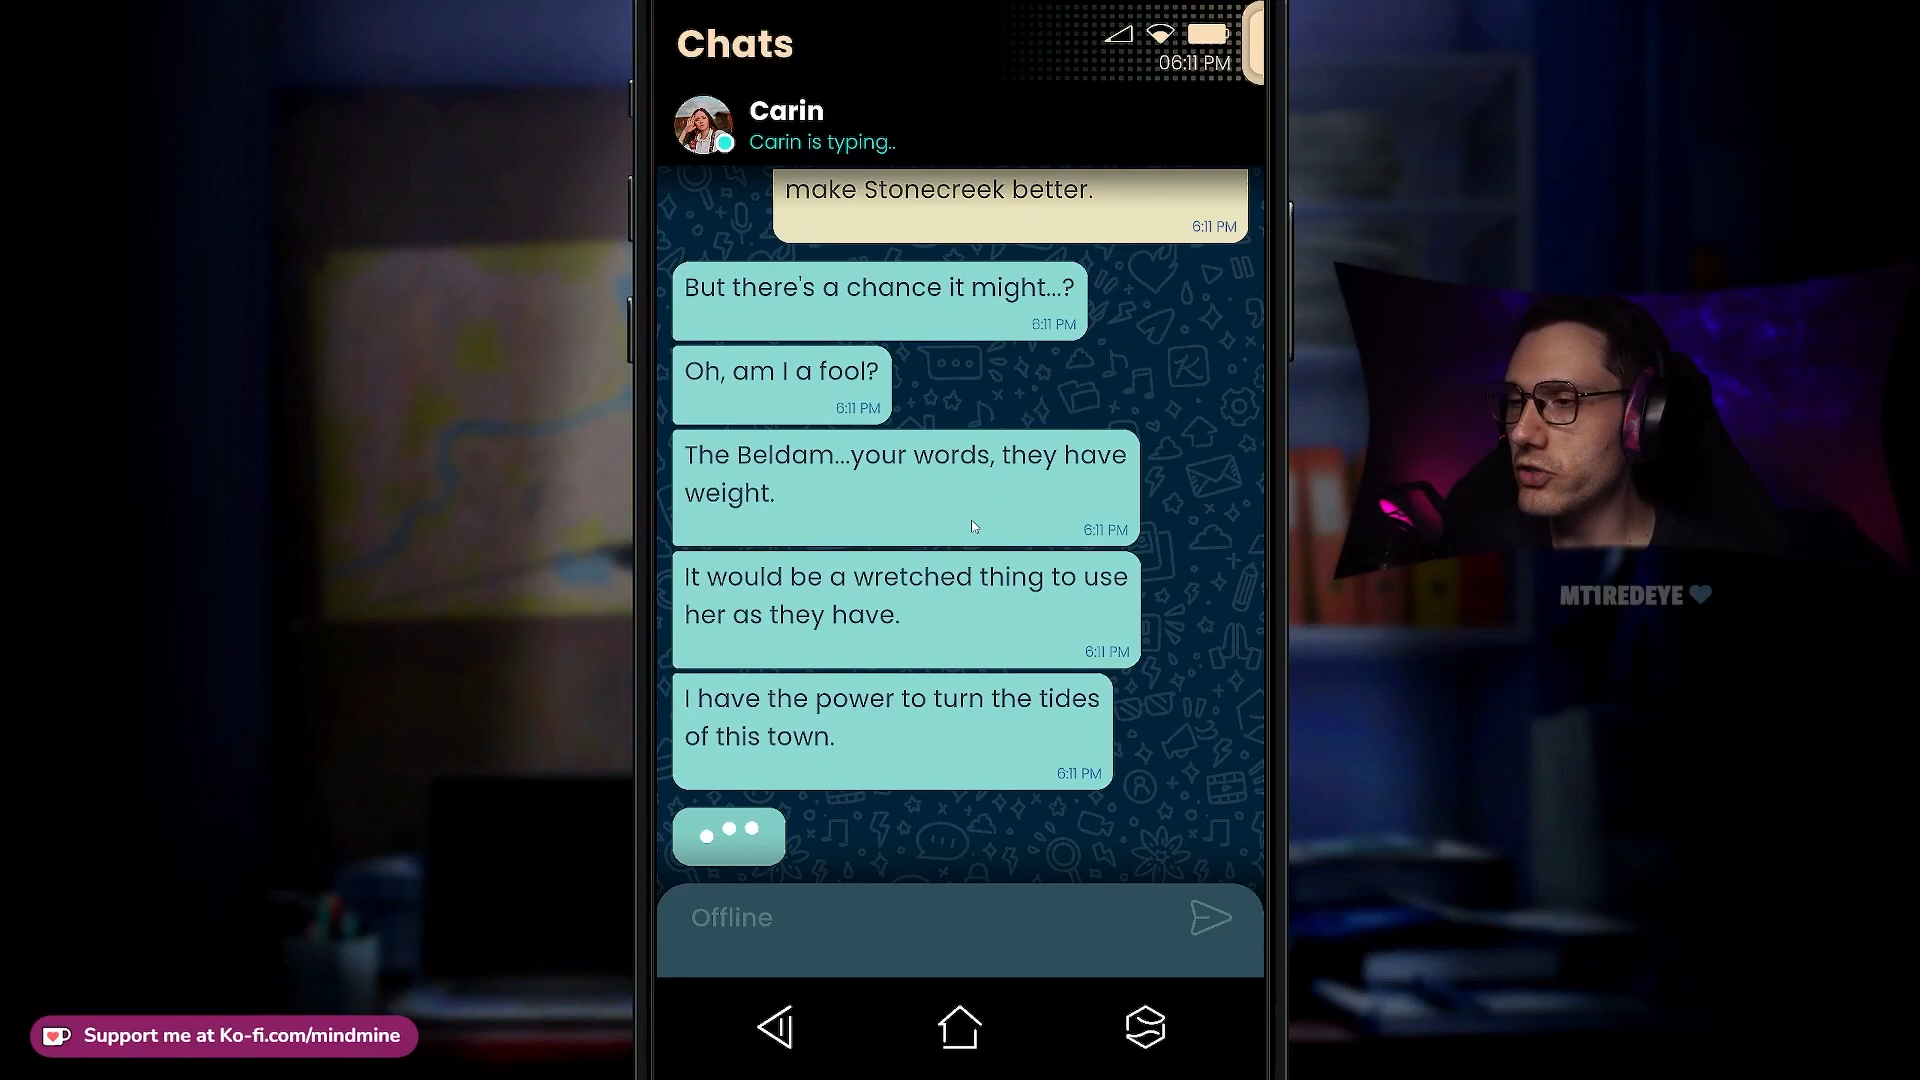 Chats
06:11 PM
Carin
Carin is typing..
make Stonecreek better.
6:11 PM
But there's a chance it might...?
6:11 PM
Oh, am I a fool?
6:11 PM
The Beldam...your words, they have
weight.
6:11 PM
It would be a wretched thing to use
her as they have.
6:11 PM
I have the power to turn the tides
of this town.
6:11 PM
Offline
MT1REDEYE
Support me at Ko-fi.com/mindmine